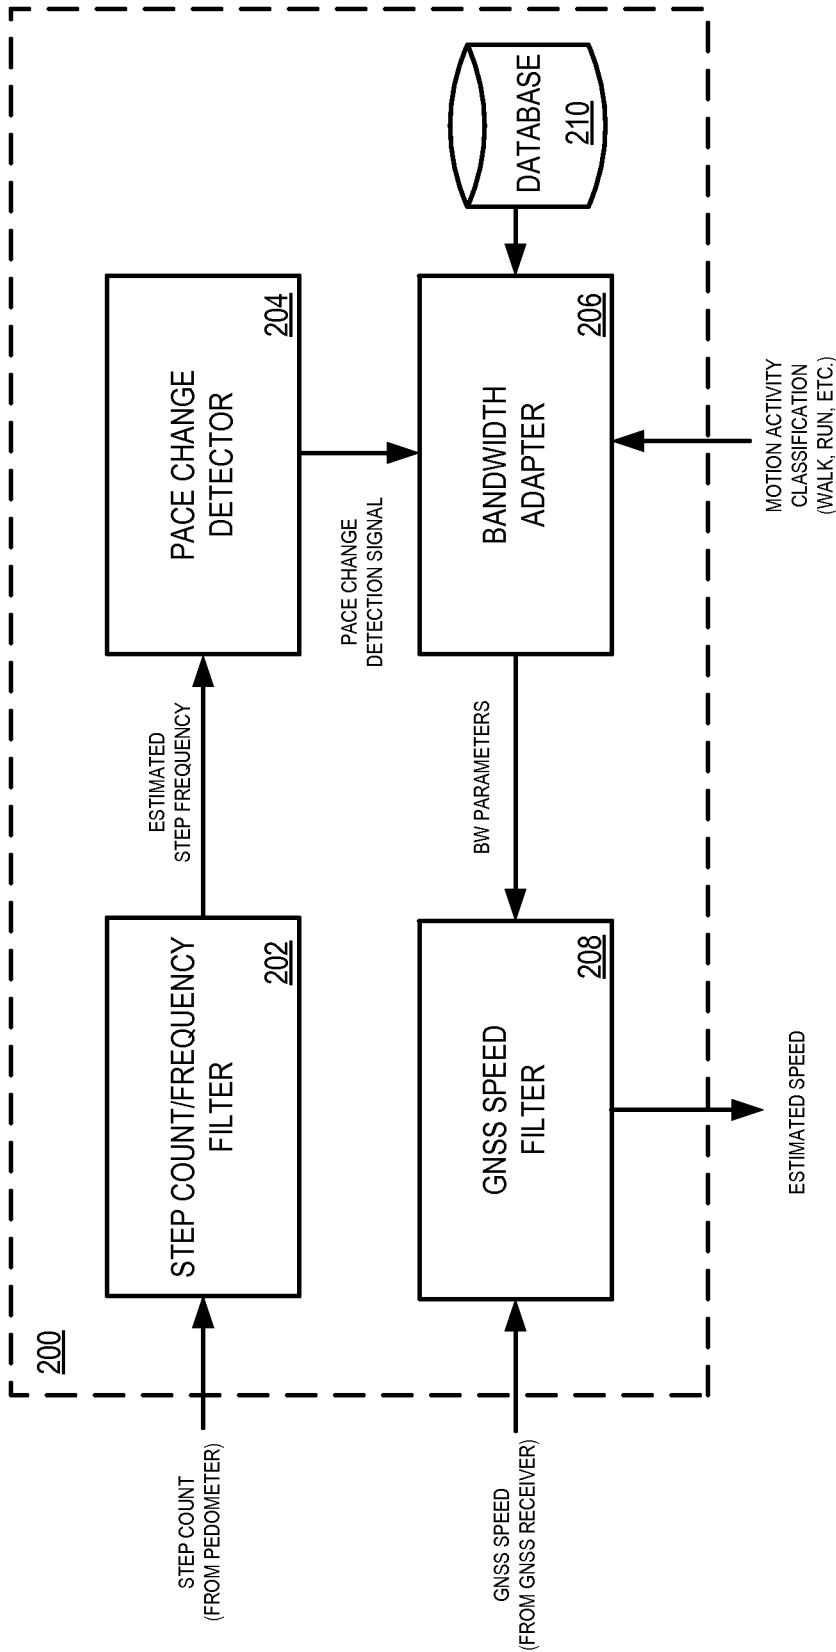 200
STEP COUNT
(FROM PEDOMETER)
STEP COUNT/FREQUENCY
FILTER
202
ESTIMATED
STEP FREQUENCY
PACE CHANGE
DETECTOR
204
PACE CHANGE
DETECTION SIGNAL
GNSS SPEED
(FROM GNSS RECEIVER)
GNSS SPEED
FILTER
208
BW PARAMETERS
BANDWIDTH
ADAPTER
206
DATABASE
210
ESTIMATED SPEED
MOTION ACTIVITY
CLASSIFICATION
(WALK, RUN, ETC.)